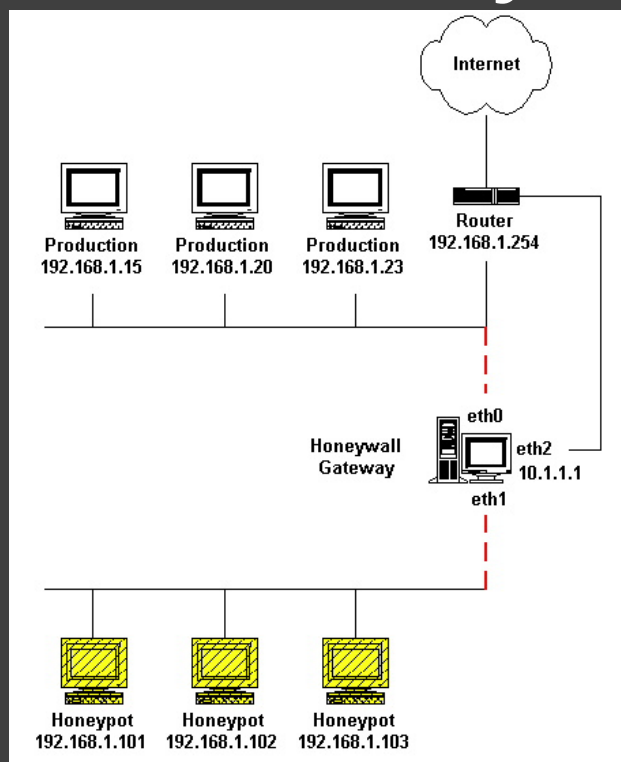 Internet
Router
192.168.1.254
Production
192.168.1.15
Production
192.168.1.20
Production
192.168.1.23
Honeywall
Gateway
eth0
eth2
10.1.1.1
eth1
Honeypot
192.168.1.101
Honeypot
192.168.1.102
Honeypot
192.168.1.103